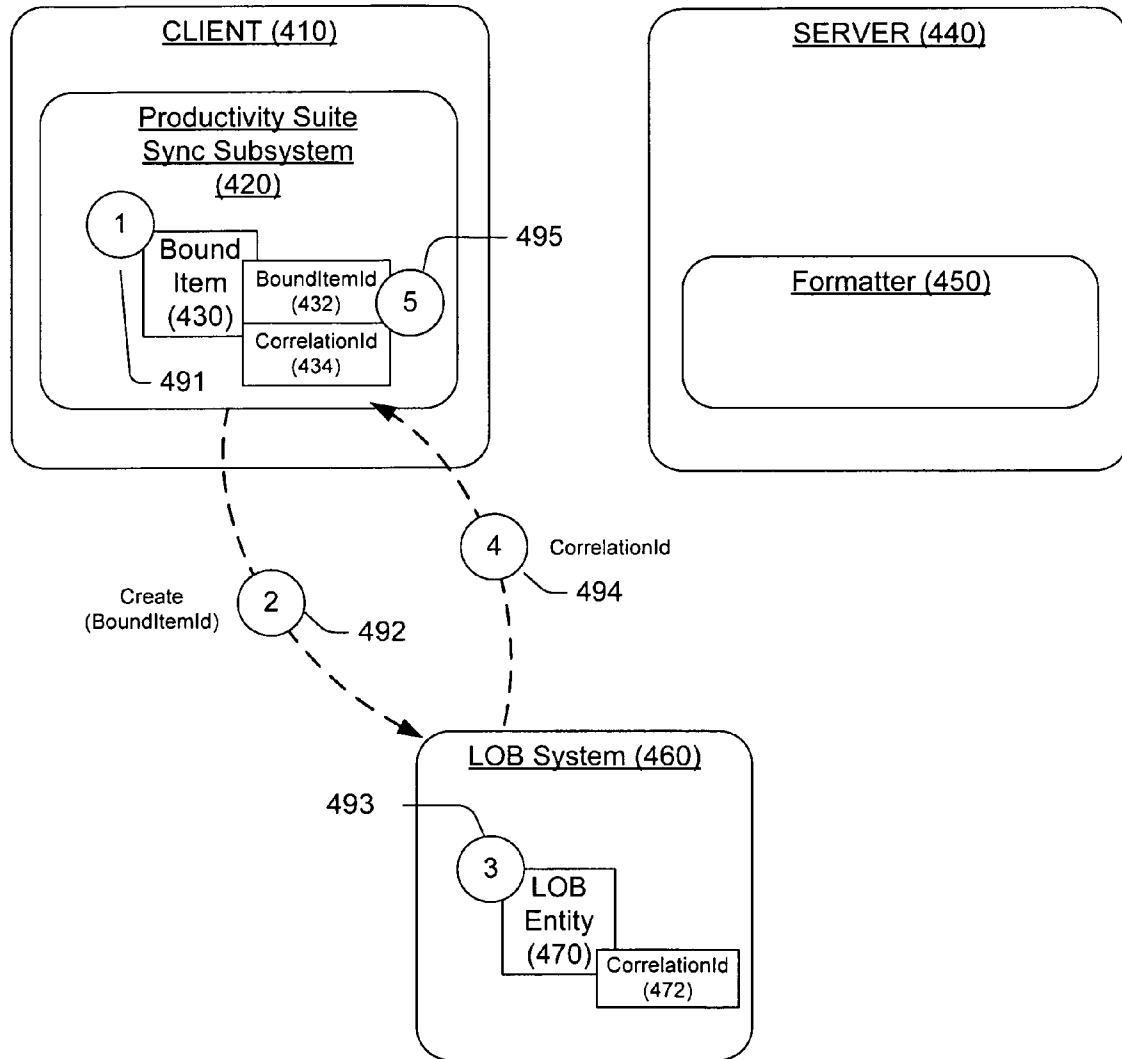 CLIENT (410)
Productivity Suite
Sync Subsystem
(420)
1
Bound
Item
(430)
BoundItemId
(432)
CorrelationId
(434)
5
495
491
SERVER (440)
Formatter (450)
Create
(BoundItemId)
2
492
4
CorrelationId
494
LOB System (460)
493
3
LOB
Entity
(470)
CorrelationId
(472)